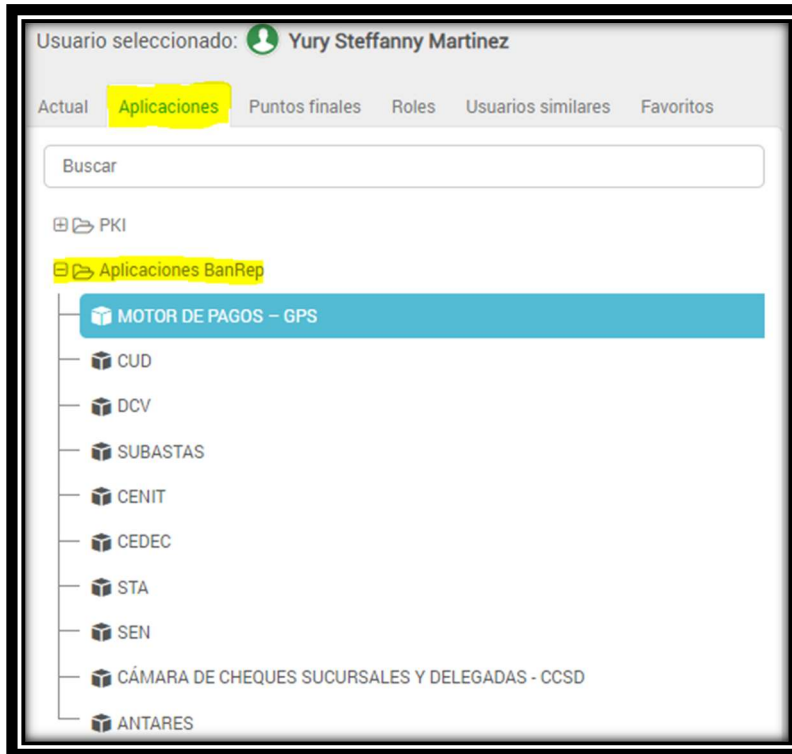 Usuario seleccionado: Yury Steffanny Martinez
Actual Aplicaciones Puntos finales Roles Usuarios similares Favoritos
Buscar
PKI
Aplicaciones BanRep
MOTOR DE PAGOS – GPS
CUD
DCV
SUBASTAS
CENIT
CEDEC
STA
SEN
CÁMARA DE CHEQUES SUCURSALES Y DELEGADAS - CCSD
ANTARES